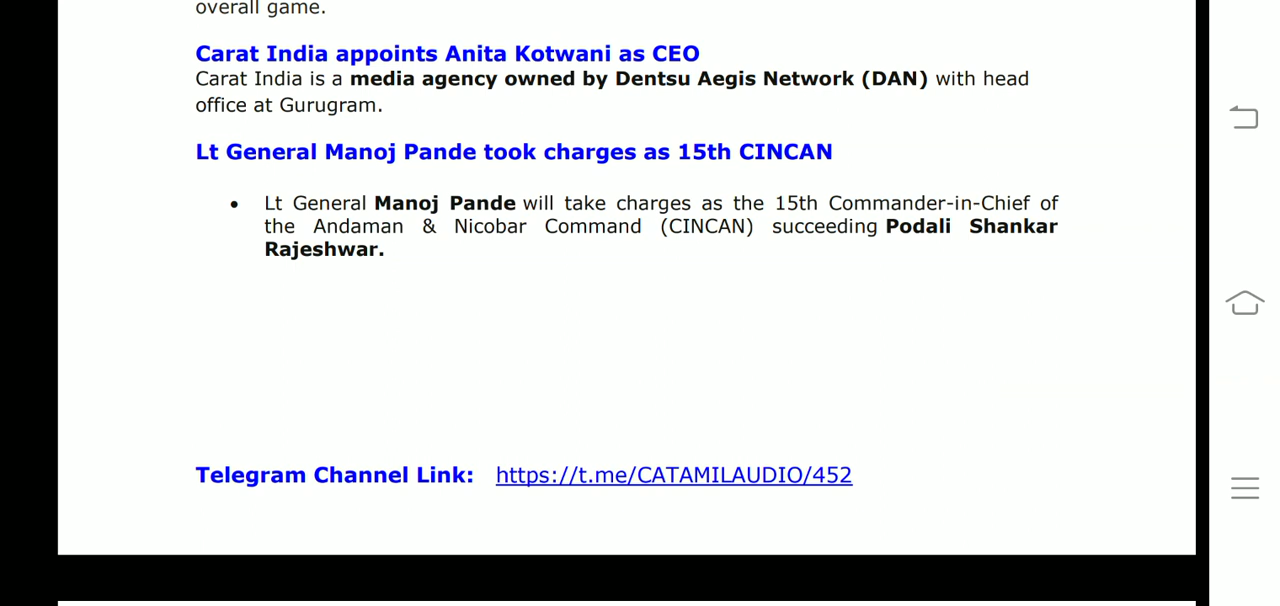 overall game.
Carat India appoints Anita Kotwani as CEO
Carat India is a media agency owned by Dentsu Aegis Network (DAN) with head
office at Gurugram.
Lt General Manoj Pande took charges as 15th CINCAN
• Lt General Manoj Pande will take charges as the 15th Commander-in-Chief of
the Andaman & Nicobar Command (CINCAN) succeeding Podali Shankar
Rajeshwar.
Telegram Channel Link: https://t.me/CATAMILAUDIO/452